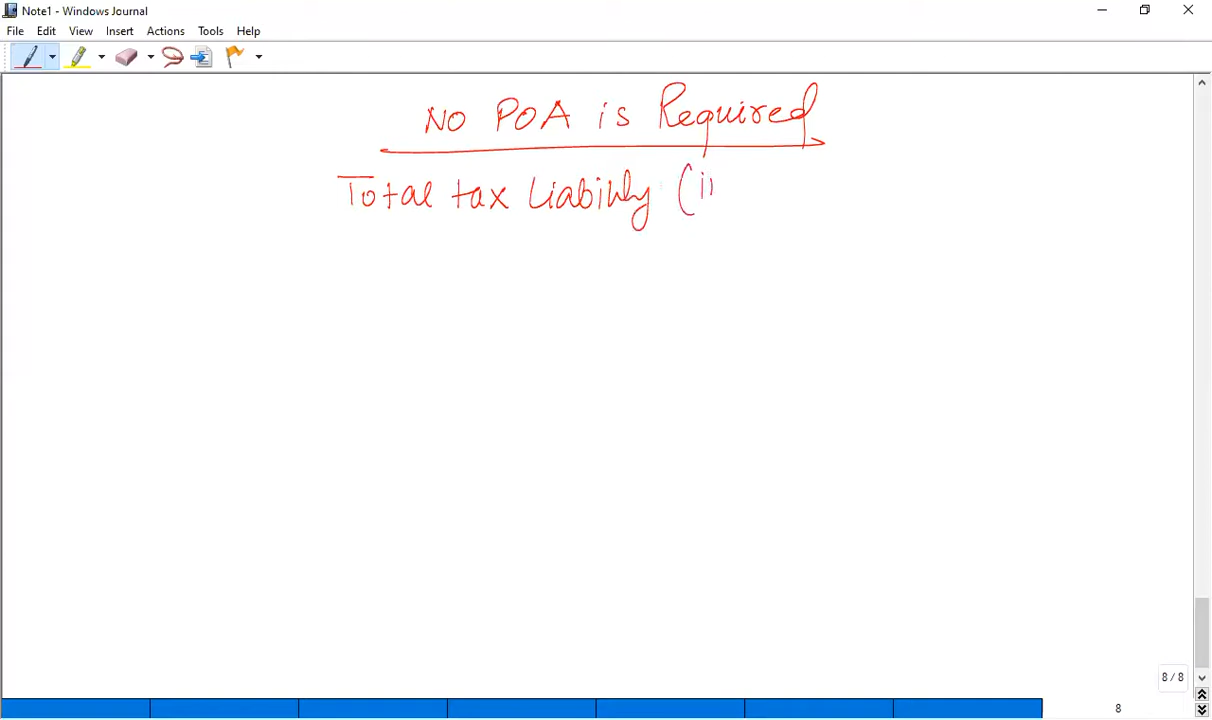 Note1 - Windows Journal
File Edit View Insert Actions Tools Help
NO POA is Required
Total tax Liability (i
8 / 8
8